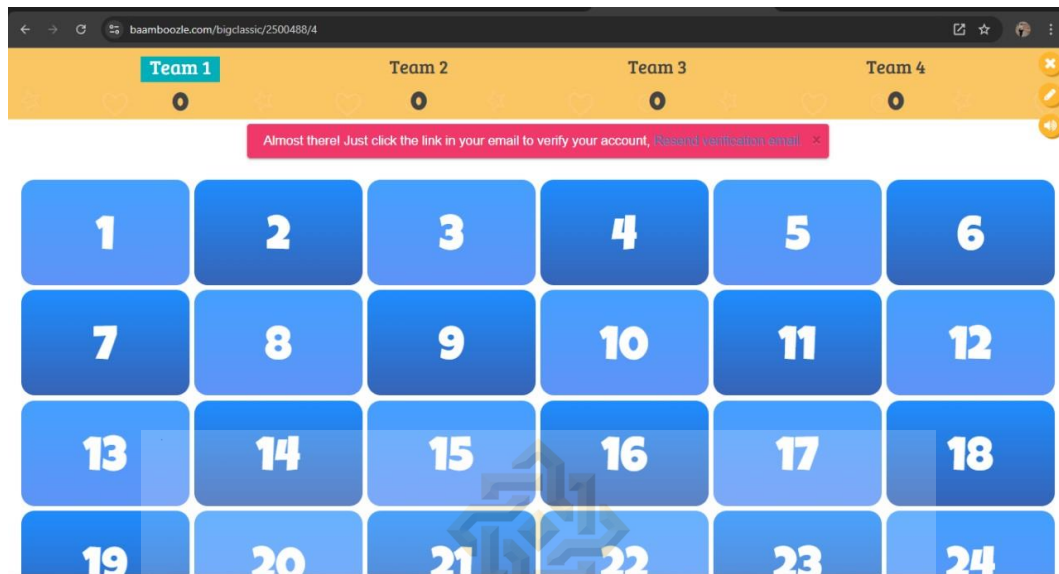 baamboozle.com/bigclassic/2500488/4
Team 1 Team 2 Team 3 Team 4
0 0 0 0
Almost there! Just click the link in your email to verify your account, Resend verification email ×
1 2 3 4 5 6
7 8 9 10 11 12
13 14 15 16 17 18
19 20 21 22 23 24